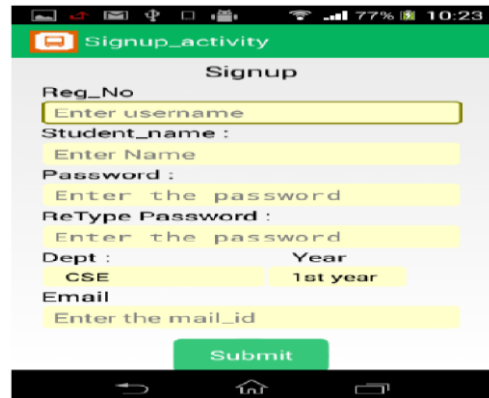 77% 10:23
Signup_activity
Signup
Reg_No
Enter username
Student_name :
Enter Name
Password :
Enter the password
ReType Password :
Enter the password
Dept : Year
CSE 1st year
Email
Enter the mail_id
Submit